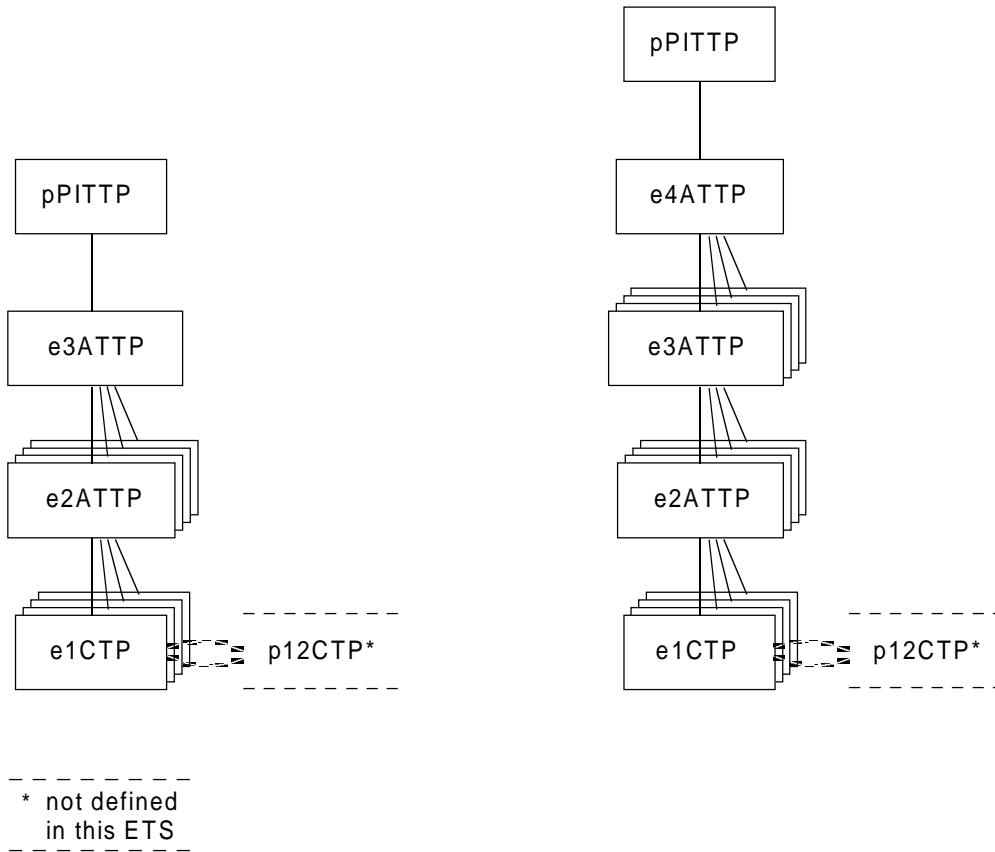 pPITTP
pPITTP
e4ATTP
e3ATTP
e3ATTP
e2ATTP
e2ATTP
e1CTP
p12CTP*
e1CTP
p12CTP*
* not defined
in this ETS